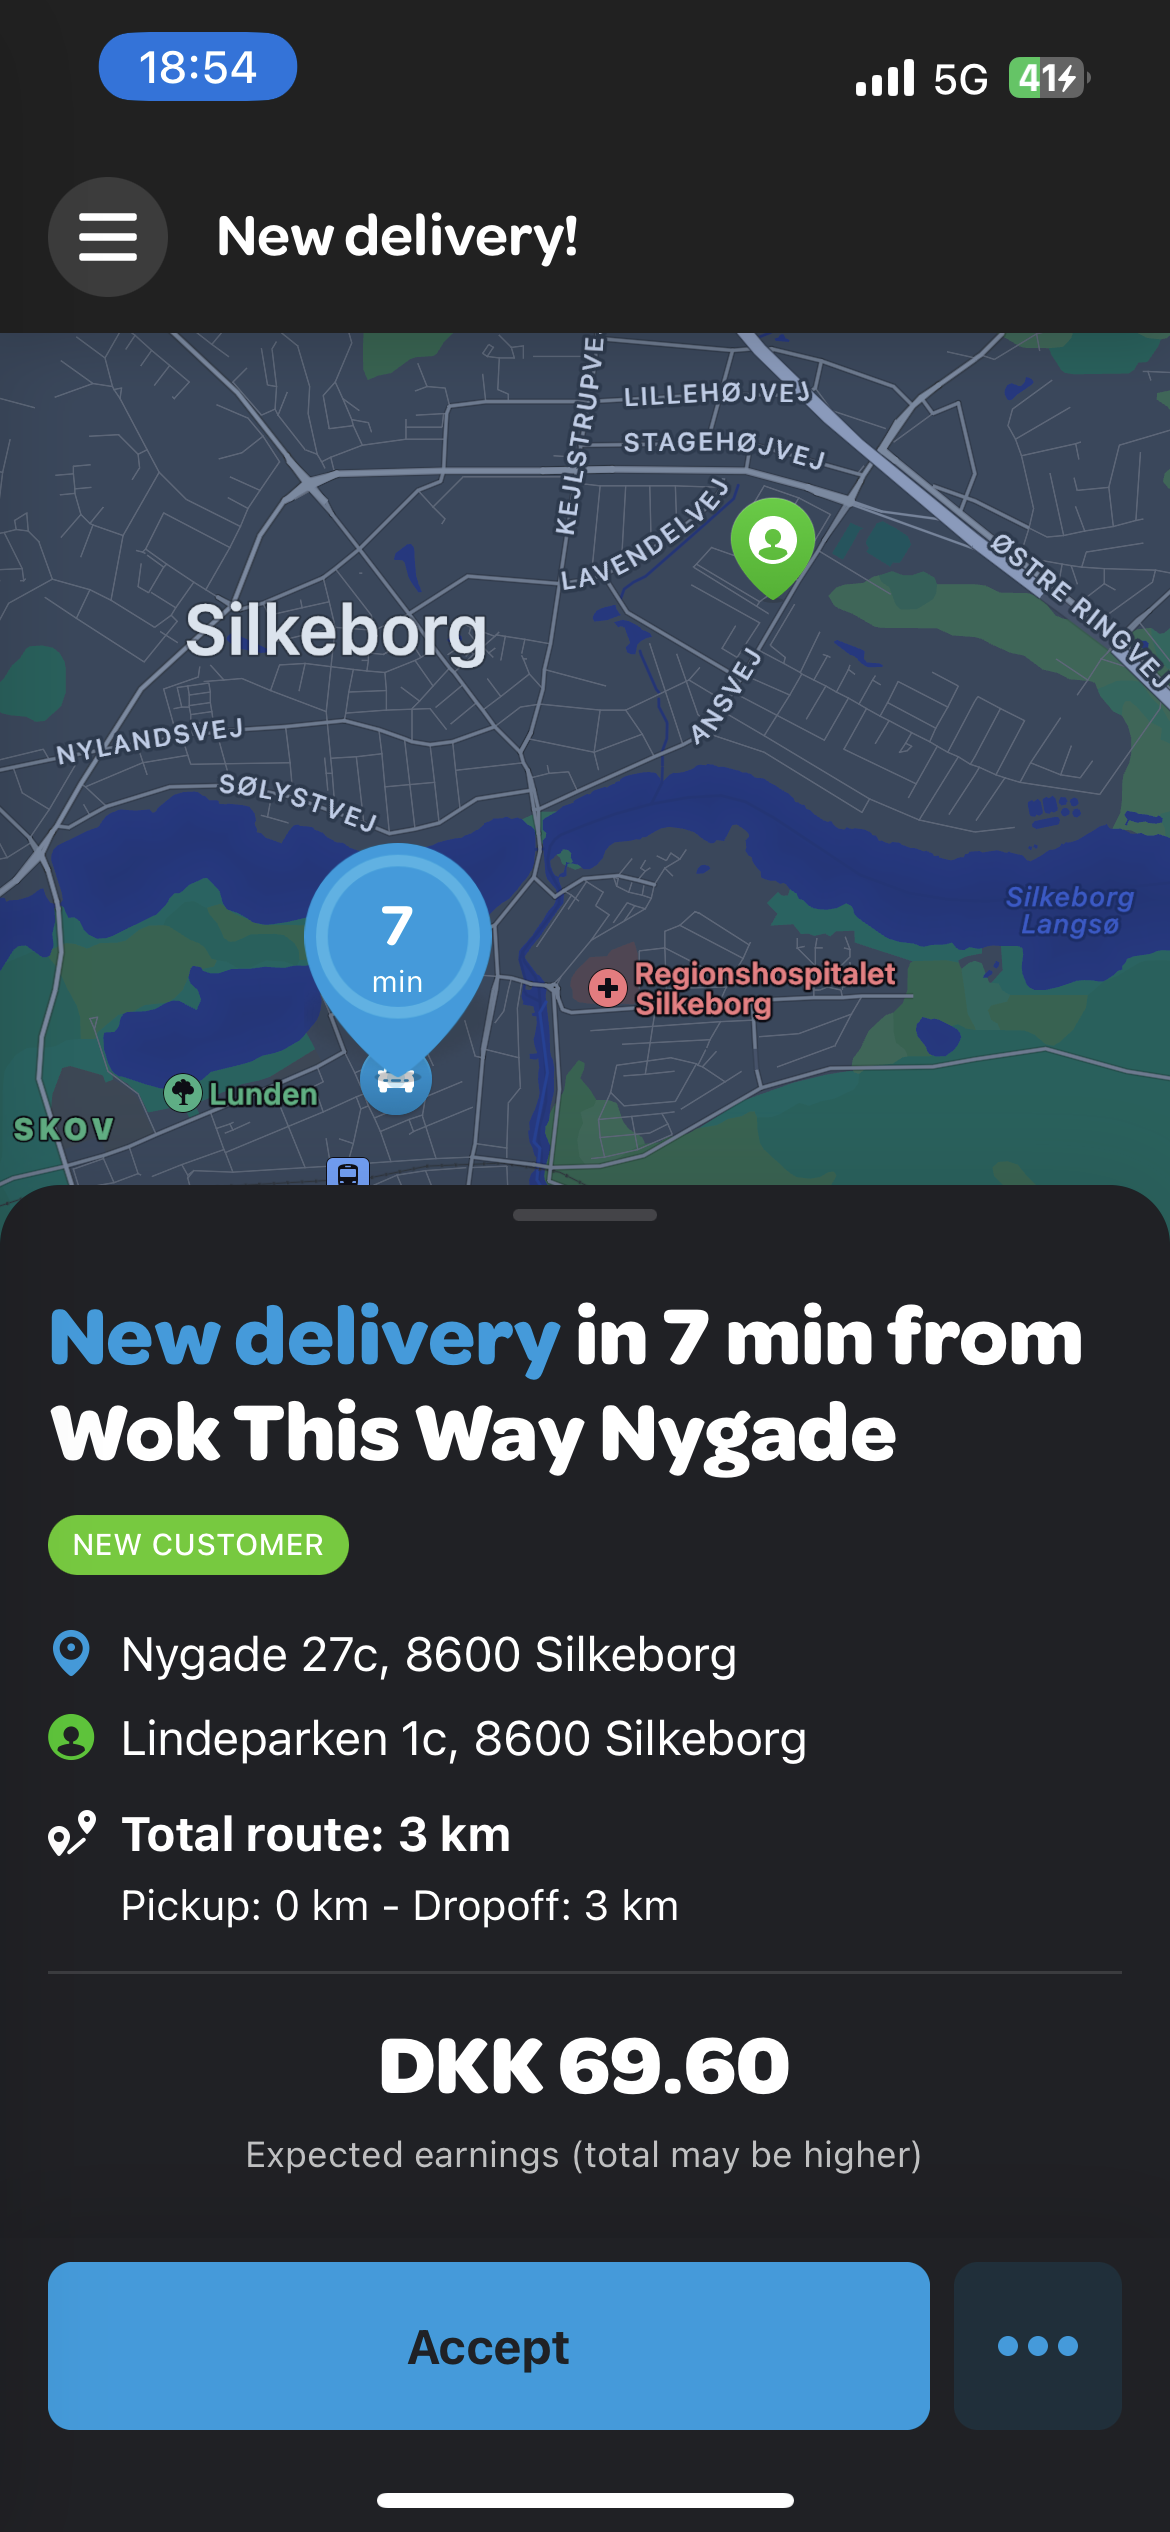 18:54
5G
41
New delivery!
KEJLSTRUPVE
LILLEHØJVEJ
STAGEHØJVEJ
LAVENDELVEJ
ØSTRE RINGVEJ
Silkeborg
ANSVEJ
NYLANDSVEJ
SØLYSTVEJ
7
min
Silkeborg
Langsø
Regionshospitalet
Silkeborg
Lunden
SKOV
New delivery in 7 min from
Wok This Way Nygade
NEW CUSTOMER
Nygade 27c, 8600 Silkeborg
Lindeparken 1c, 8600 Silkeborg
Total route: 3 km
Pickup: 0 km - Dropoff: 3 km
DKK 69.60
Expected earnings (total may be higher)
Accept